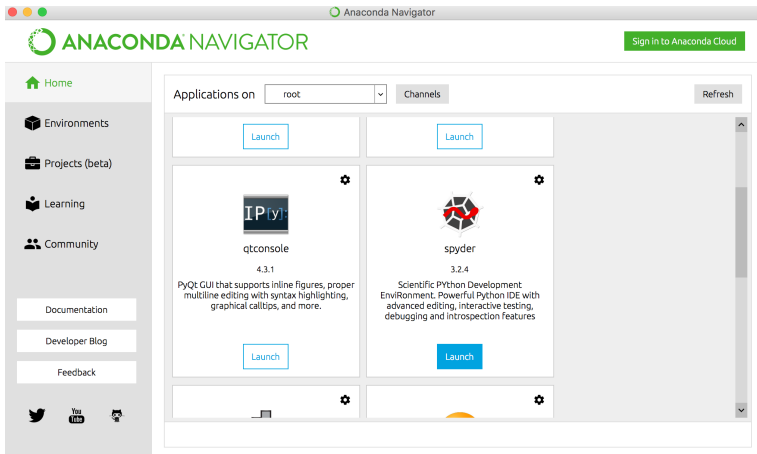 Anaconda Navigator
ANACONDA NAVIGATOR
Sign in to Anaconda Cloud
Home
Environments
Projects (beta)
Learning
Community
Documentation
Developer Blog
Feedback
You
Tube
Applications on
root
Channels
Refresh
Launch
Launch
IP[y]:
qtconsole
4.3.1
PyQt GUI that supports inline figures, proper
multiline editing with syntax highlighting,
graphical calltips, and more.
Launch
spyder
3.2.4
Scientific PYthon Development
EnviRonment. Powerful Python IDE with
advanced editing, interactive testing,
debugging and introspection features
Launch